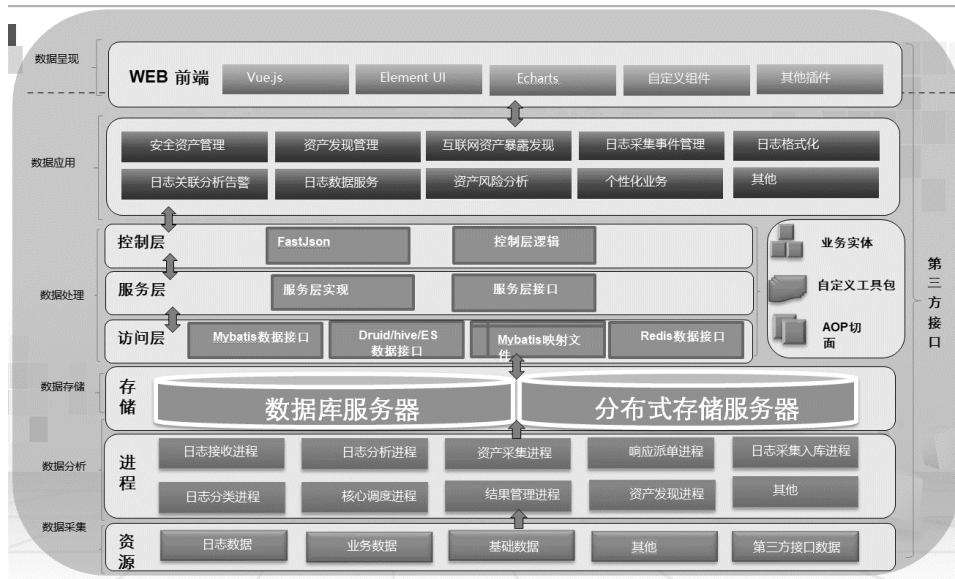 数据呈现
WEB 前端
Vue.js
Element UI
Echarts
自定义组件
其他插件
数据应用
安全资产管理
资产发现管理
互联网资产暴露发现
日志采集事件管理
日志格式化
日志关联分析告警
日志数据服务
资产风险分析
个性化业务
其他
数据处理
控制层
FastJson
控制层逻辑
服务层
服务层实现
服务层接口
访问层
Mybatis数据接口
Druid/hive/ES
数据接口
Mybatis映射文
件
Redis数据接口
业务实体
自定义工具包
AOP切
面
第
三
方
接
口
数据存储
存
储
数据库服务器
分布式存储服务器
数据分析
进
程
日志接收进程
日志分析进程
资产采集进程
响应派单进程
日志采集入库进程
日志分类进程
核心调度进程
结果管理进程
资产发现进程
其他
数据采集
资
源
日志数据
业务数据
基础数据
其他
第三方接口数据